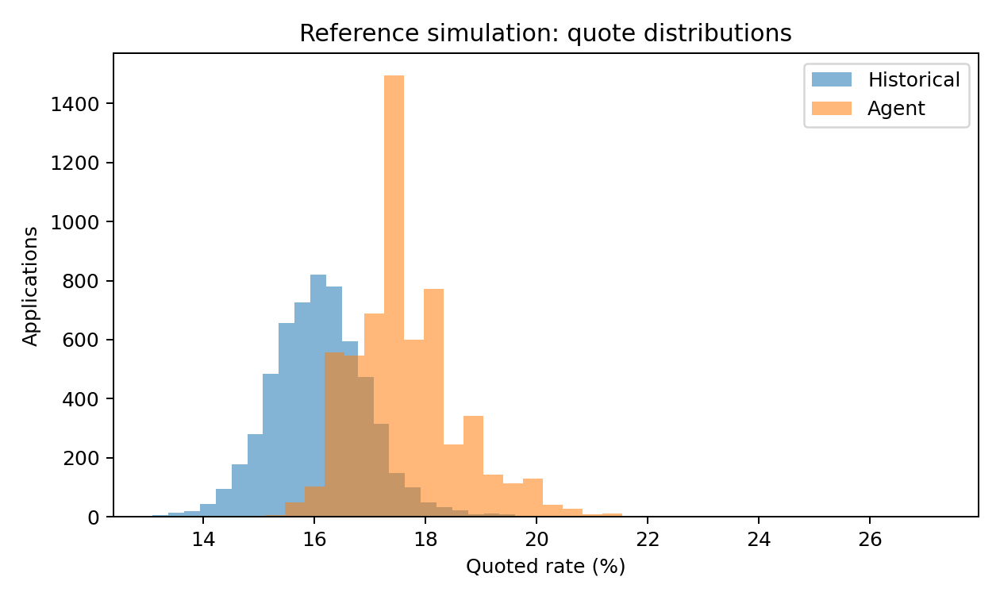 Reference simulation: quote distributions
Historical
Agent
1400
1200
1000
800
600
400
200
0
Applications
14 16 18 20 22 24 26
Quoted rate (%)